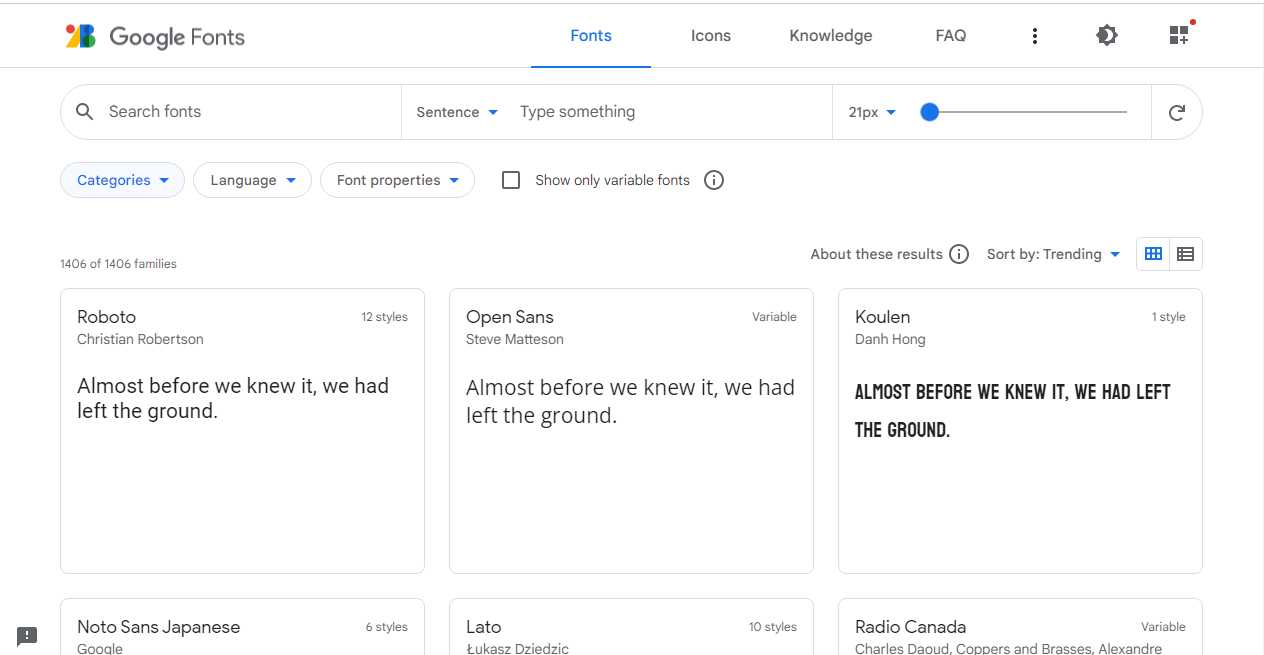 Google Fonts
Fonts
Icons
Knowledge
FAQ
Search fonts
Sentence
Type something
21px
Categories
Language
Font properties
Show only variable fonts
1406 of 1406 families
About these results
Sort by: Trending
Roboto
12 styles
Christian Robertson
Almost before we knew it, we had
left the ground.
Open Sans
Variable
Steve Matteson
Almost before we knew it, we had
left the ground.
Koulen
1 style
Danh Hong
ALMOST BEFORE WE KNEW IT, WE HAD LEFT
THE GROUND.
Noto Sans Japanese
6 styles
Google
Lato
10 styles
Łukasz Dziedzic
Radio Canada
Variable
Charles Daoud, Coppers and Brasses, Alexandre